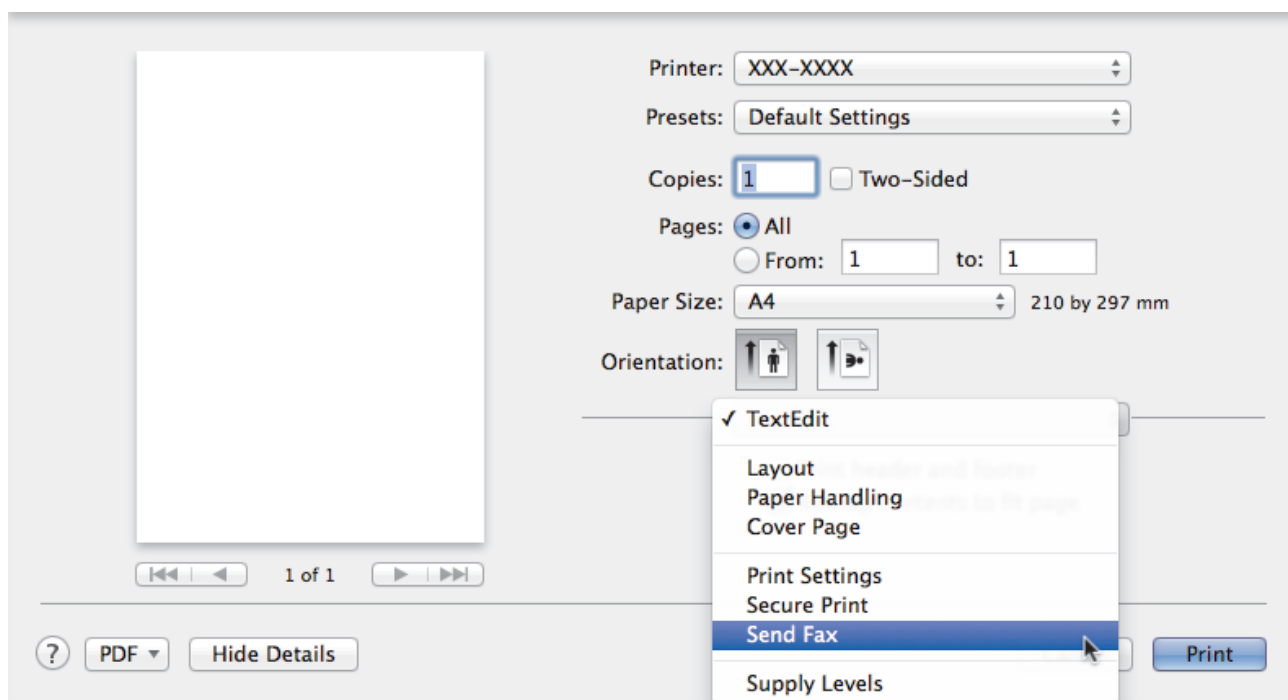 Printer: XXX-XXXX
Presets: Default Settings
Copies: 1 Two-Sided
Pages: All
From: 1 to: 1
Paper Size: A4 210 by 297 mm
Orientation:
✓ TextEdit
Layout
Paper Handling
Cover Page
Print Settings
Secure Print
Send Fax
Supply Levels
1 of 1
? PDF Hide Details Print